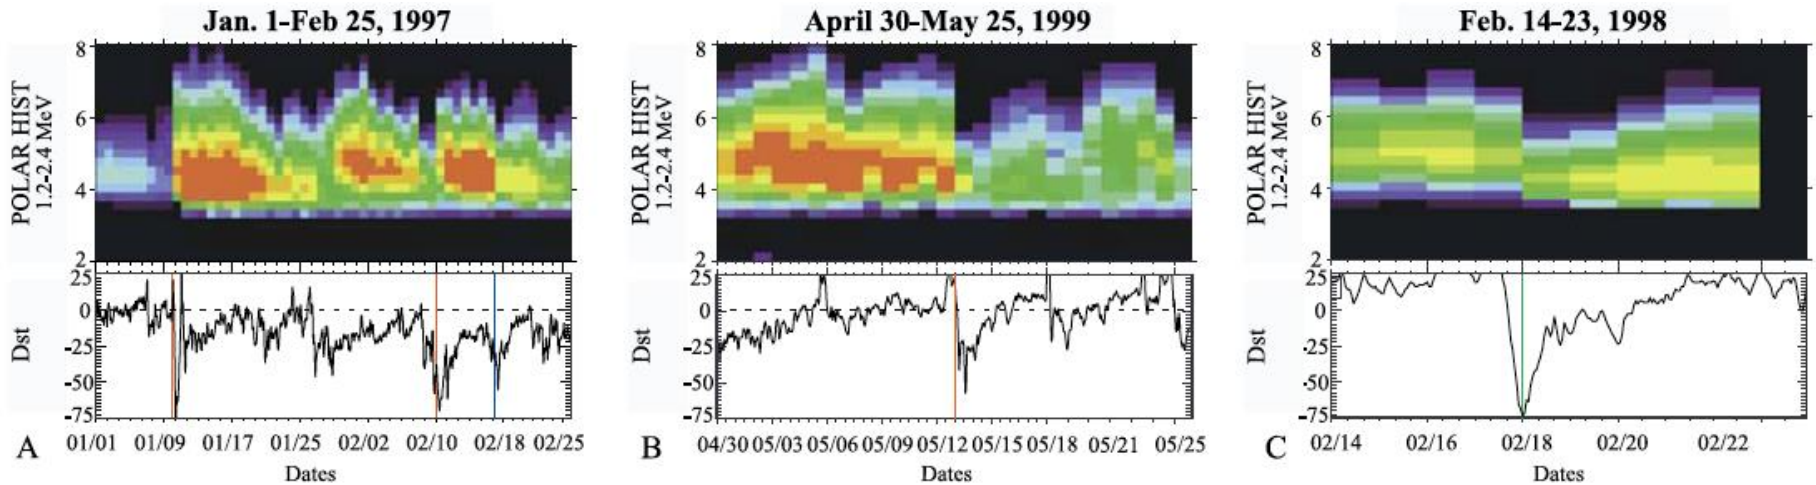 Jan. 1-Feb 25, 1997
POLAR HIST
1.2-2.4 MeV
8
6
4
2
Dst
25
0
-25
-50
-75
01/01 01/09 01/17 01/25 02/02 02/10 02/18 02/25
A
Dates
April 30-May 25, 1999
POLAR HIST
1.2-2.4 MeV
8
6
4
2
Dst
25
0
-25
-50
-75
04/30 05/03 05/06 05/09 05/12 05/15 05/18 05/21 05/25
B
Dates
Feb. 14-23, 1998
POLAR HIST
1.2-2.4 MeV
8
6
4
2
Dst
25
0
-25
-50
-75
02/14 02/16 02/18 02/20 02/22
C
Dates